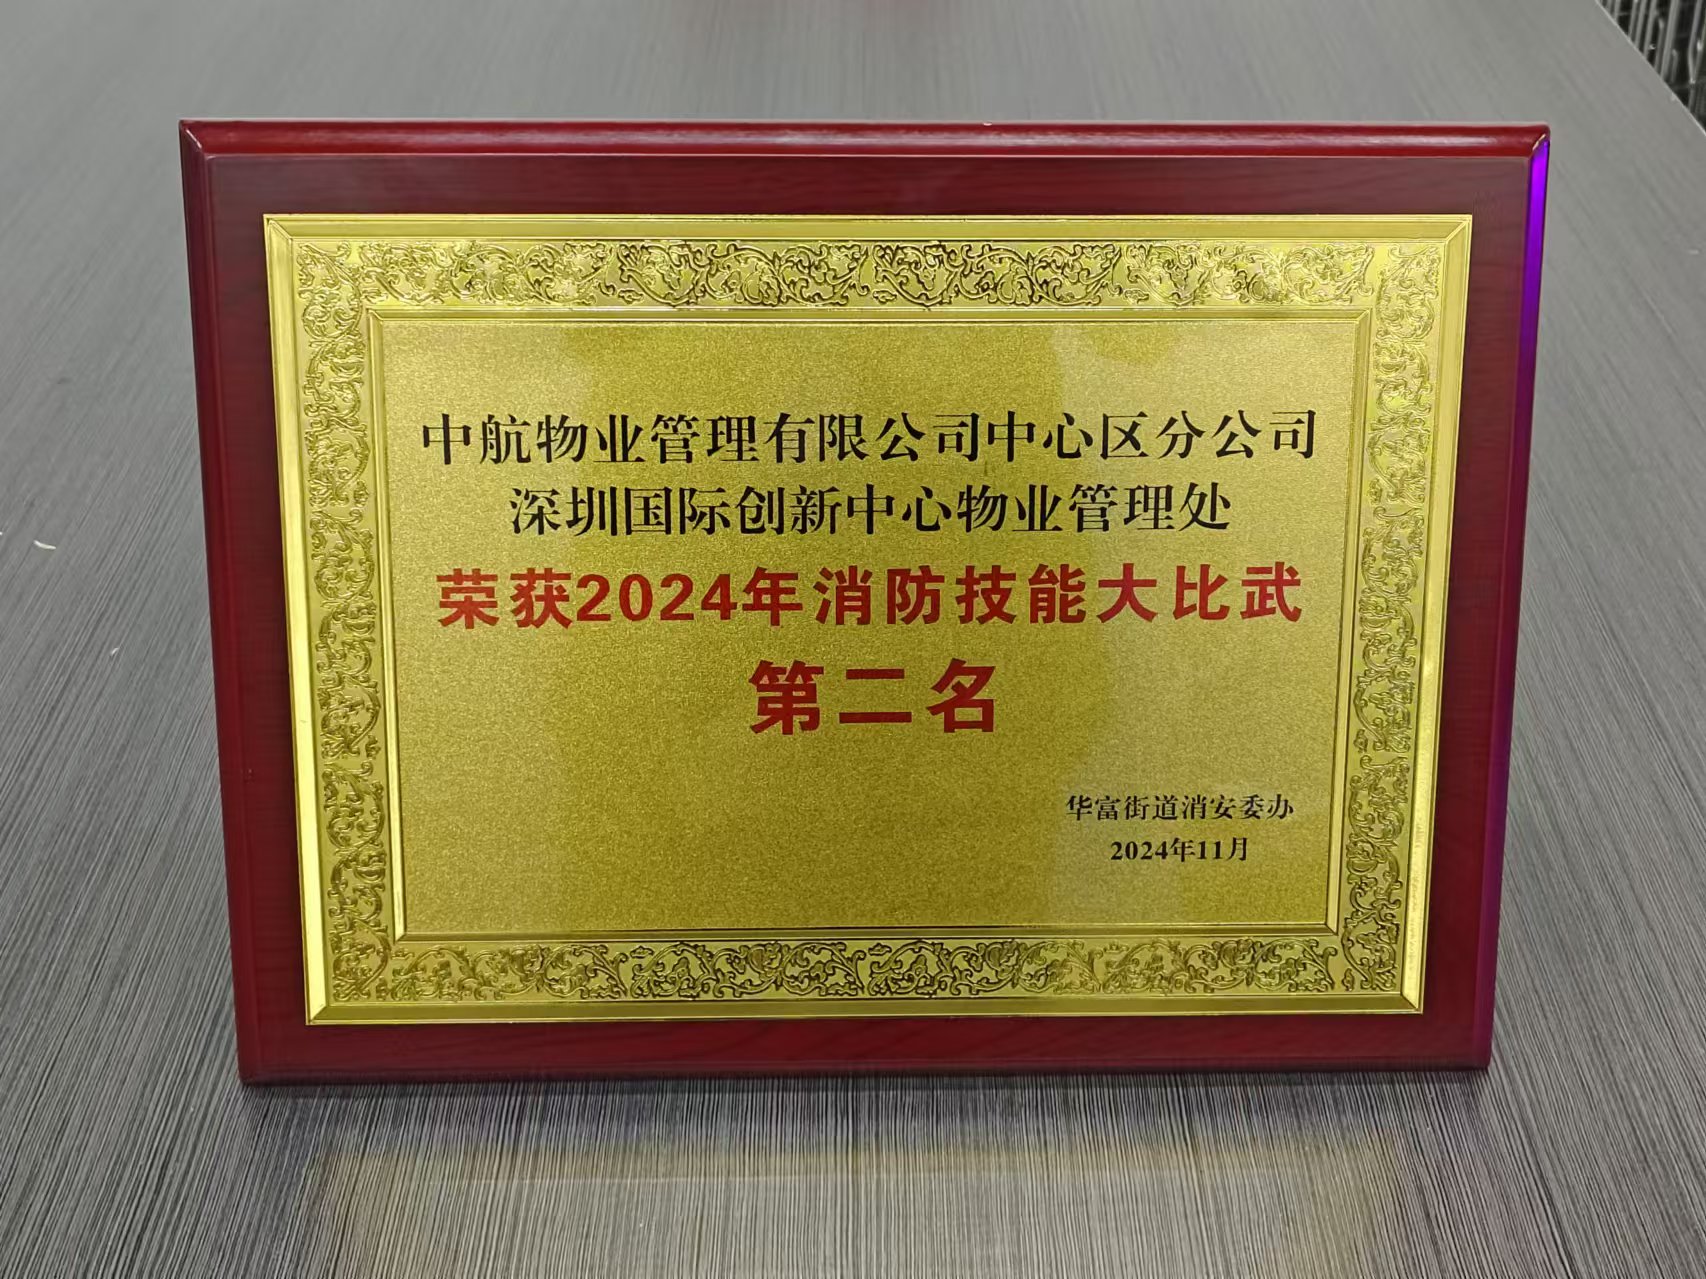 中航物业管理有限公司中心区分公司
深圳国际创新中心物业管理处
荣获2024年消防技能大比武
第二名
华富街道消安委办
2024年11月